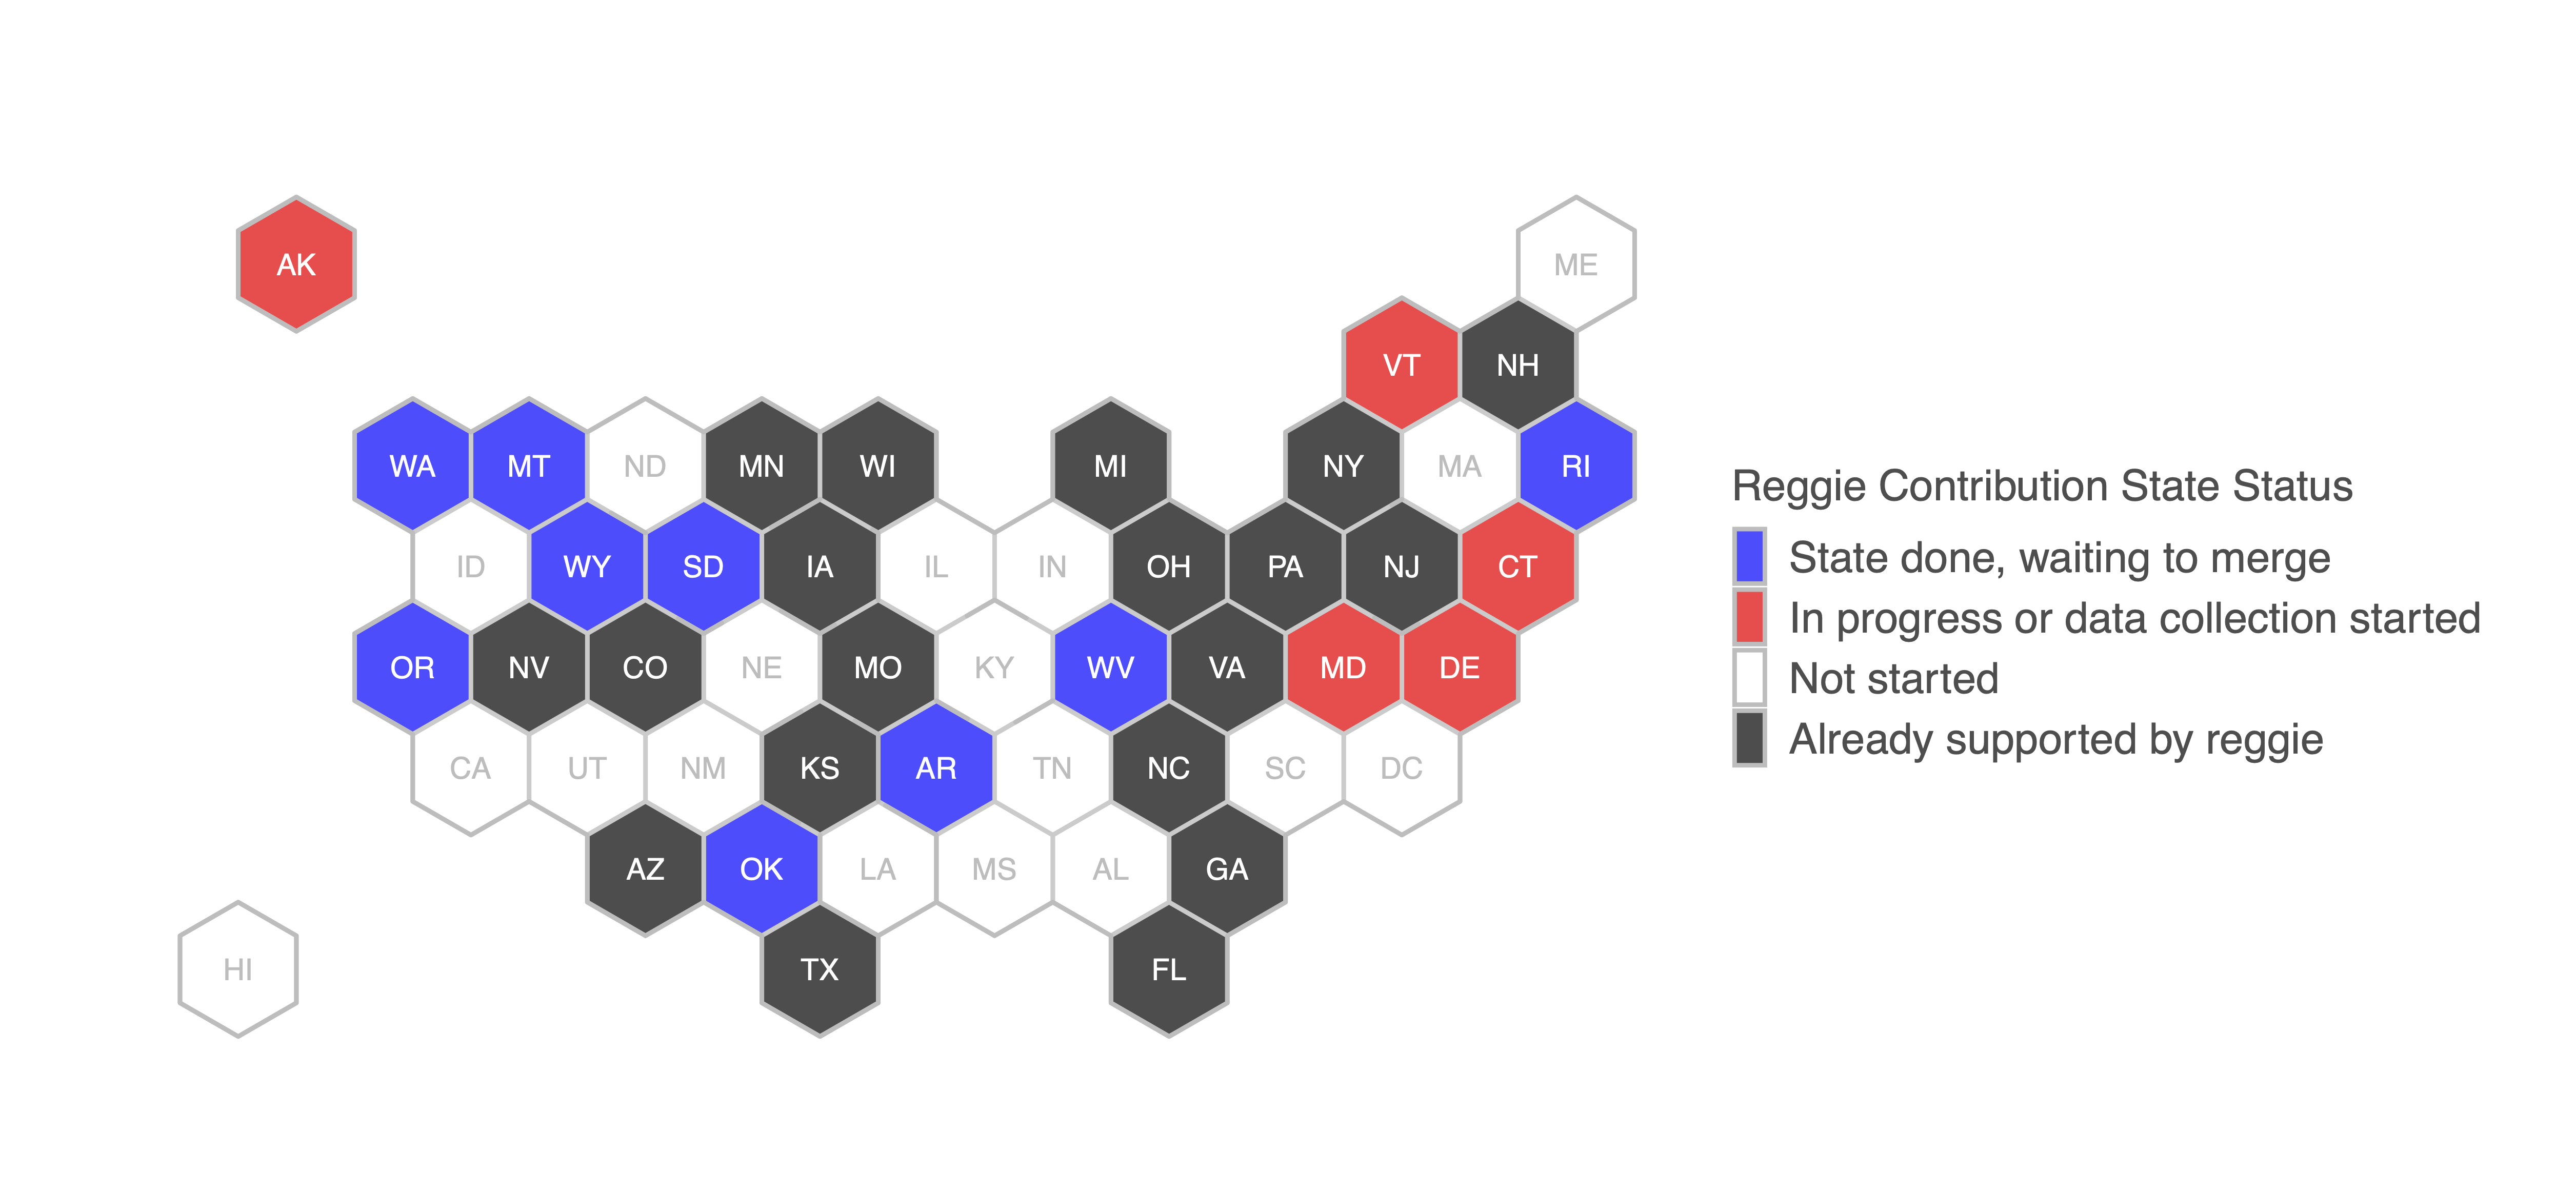 AK
ME
VT
NH
WA
MT
ND
MN
WI
MI
NY
MA
RI
ID
WY
SD
IA
IL
IN
OH
PA
NJ
CT
OR
NV
CO
NE
MO
KY
WV
VA
MD
DE
CA
UT
NM
KS
AR
TN
NC
SC
DC
AZ
OK
LA
MS
AL
GA
HI
TX
FL
Reggie Contribution State Status
State done, waiting to merge
In progress or data collection started
Not started
Already supported by reggie